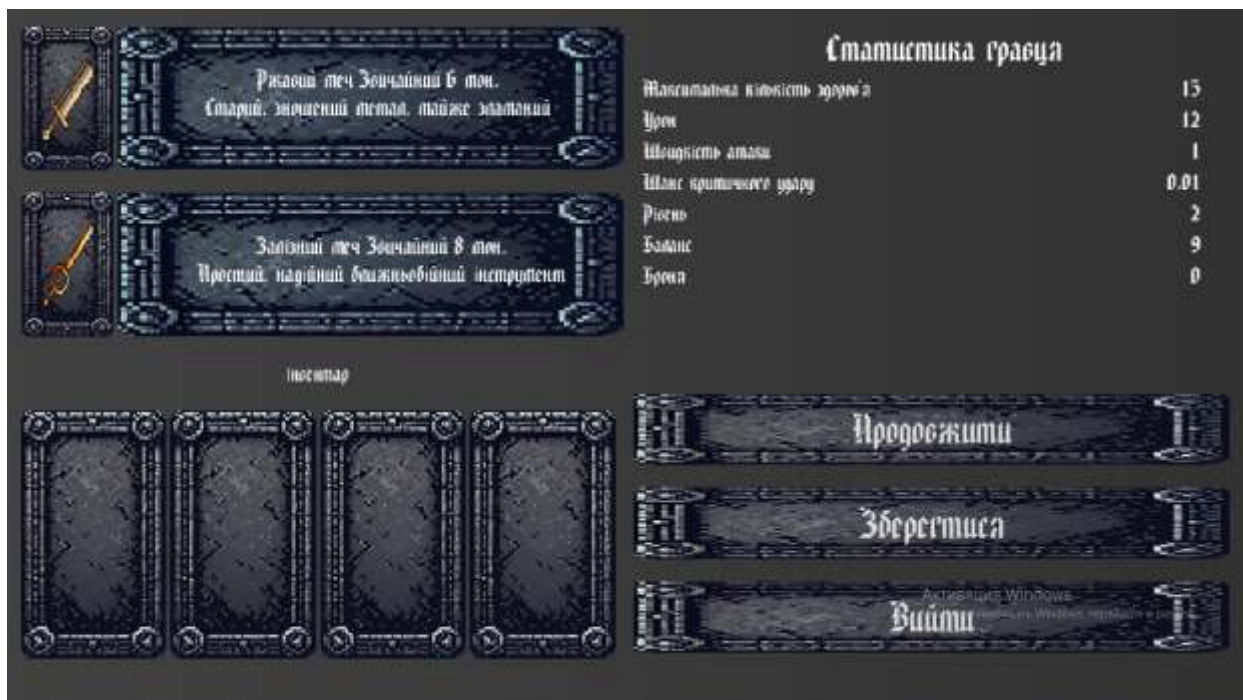 Ржавий меч Звичайний 6 мон.
Старий, зношений метал, майже зламаний
Залізний меч Звичайний 8 мон.
Простий, надійний ближньобійний інструмент
Інвентар
Статистика гравця
Максимальна кількість здоров'я 15
Урон 12
Швидкість атаки 1
Шанс критичного удару 0.01
Рівень 2
Баланс 9
Броня 0
Продовжити
Зберегтися
Активация Windows
Вийти